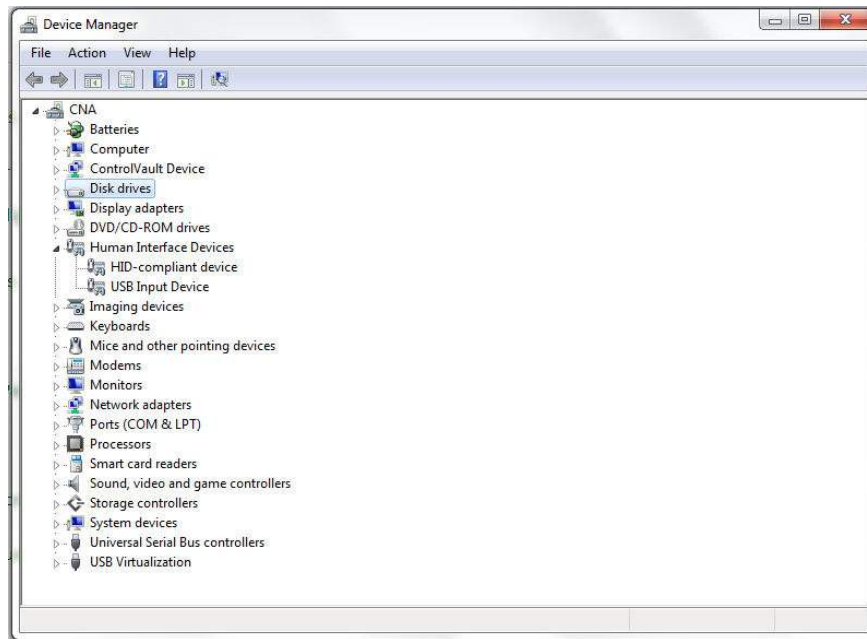 Device Manager
File Action View Help
CNA
Batteries
Computer
ControlVault Device
Disk drives
Display adapters
DVD/CD-ROM drives
Human Interface Devices
HID-compliant device
USB Input Device
Imaging devices
Keyboards
Mice and other pointing devices
Modems
Monitors
Network adapters
Ports (COM & LPT)
Processors
Smart card readers
Sound, video and game controllers
Storage controllers
System devices
Universal Serial Bus controllers
USB Virtualization